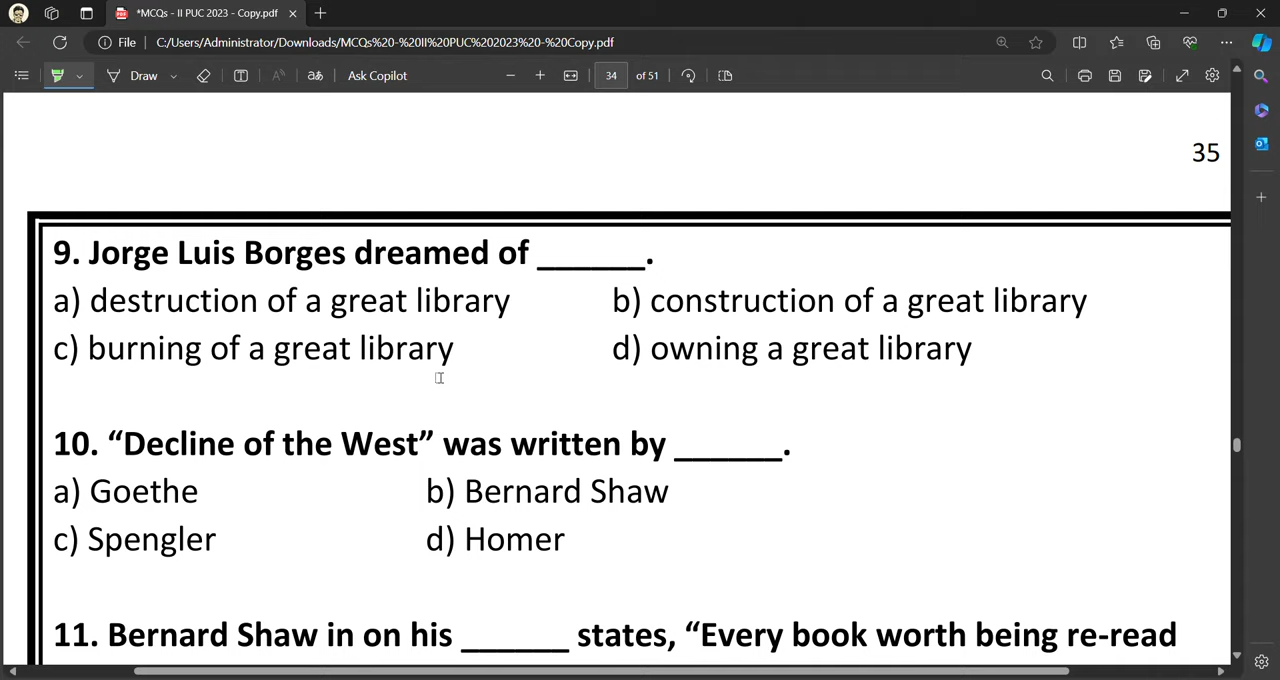 *MCQs - II PUC 2023 - Copy.pdf
File
C:/Users/Administrator/Downloads/MCQs%20-%20II%20PUC%202023%20-%20Copy.pdf
Draw
Ask Copilot
34 of 51
35
9. Jorge Luis Borges dreamed of ______.
a) destruction of a great library b) construction of a great library
c) burning of a great library d) owning a great library
10. “Decline of the West” was written by ______.
a) Goethe b) Bernard Shaw
c) Spengler d) Homer
11. Bernard Shaw in on his ______ states, “Every book worth being re-read